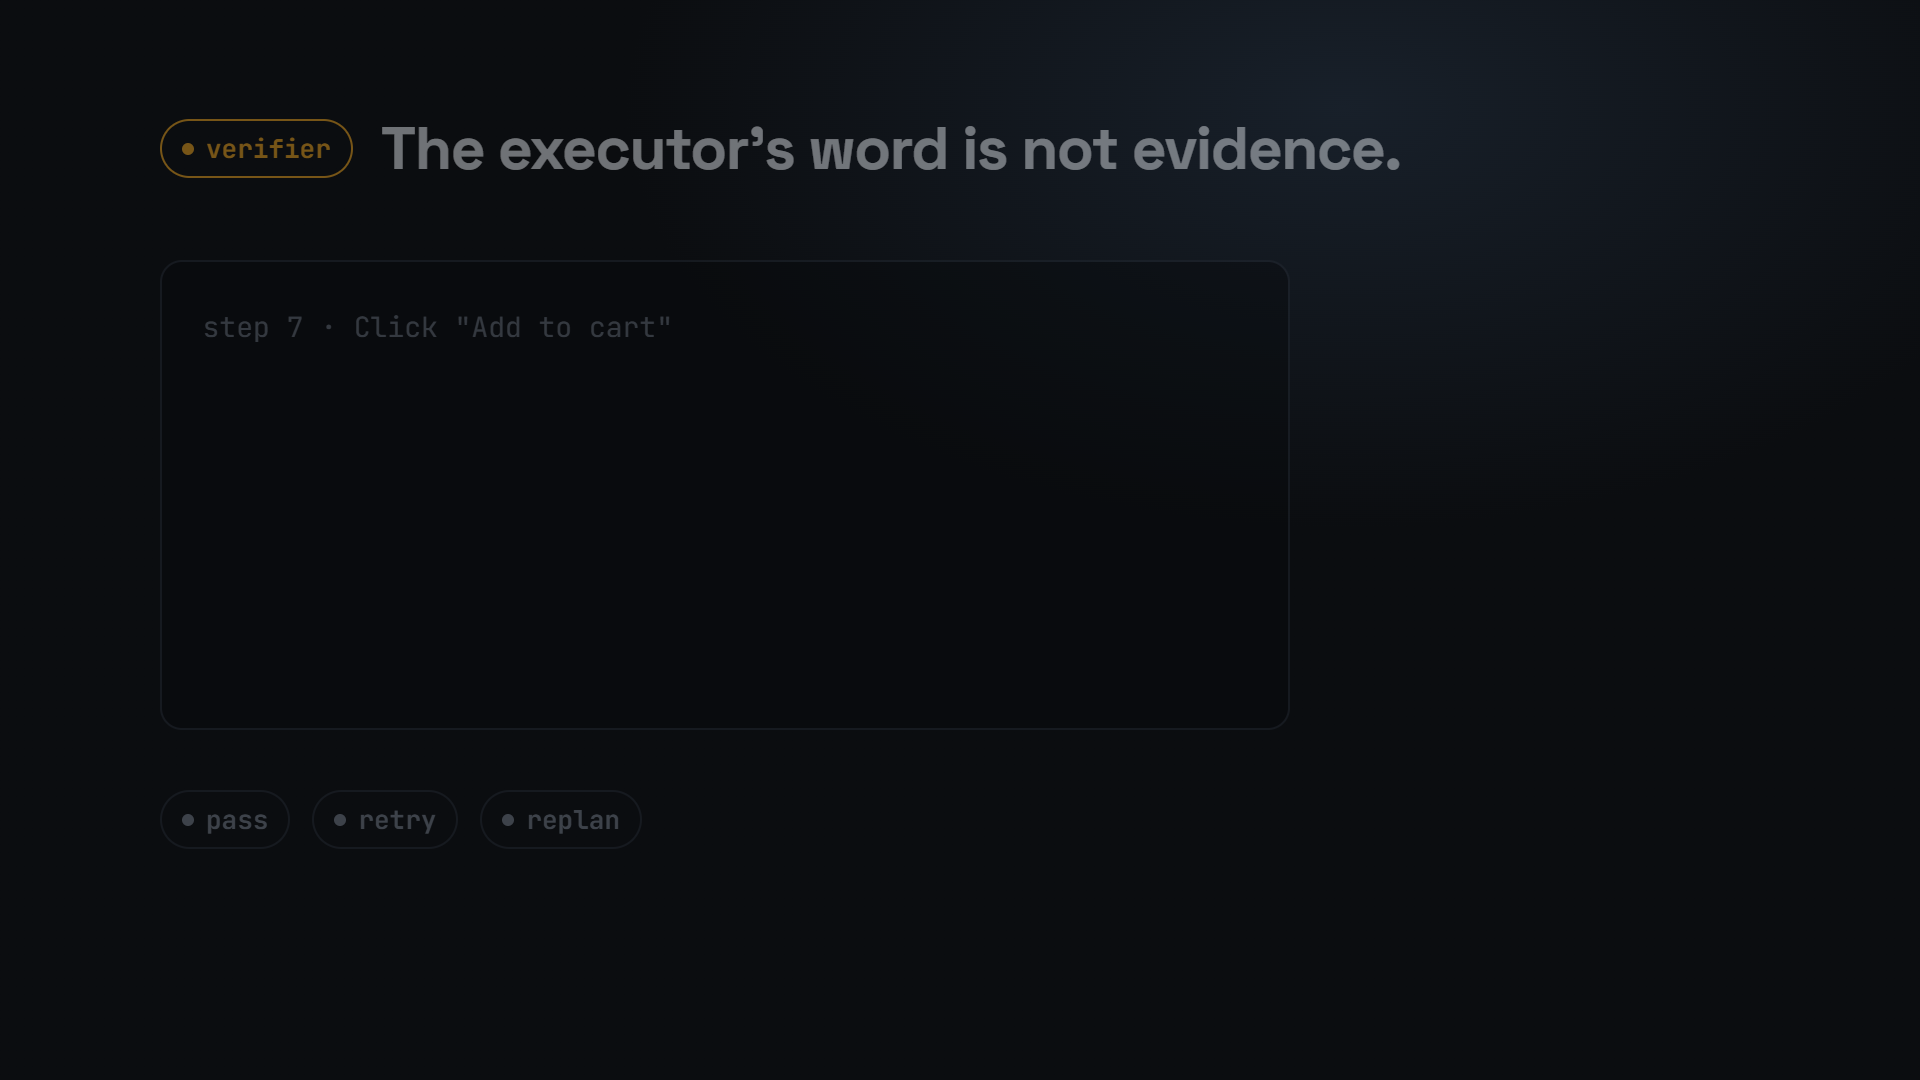 verifier
The executor’s word is not evidence.
step 7 · Click "Add to cart"
pass
retry
replan